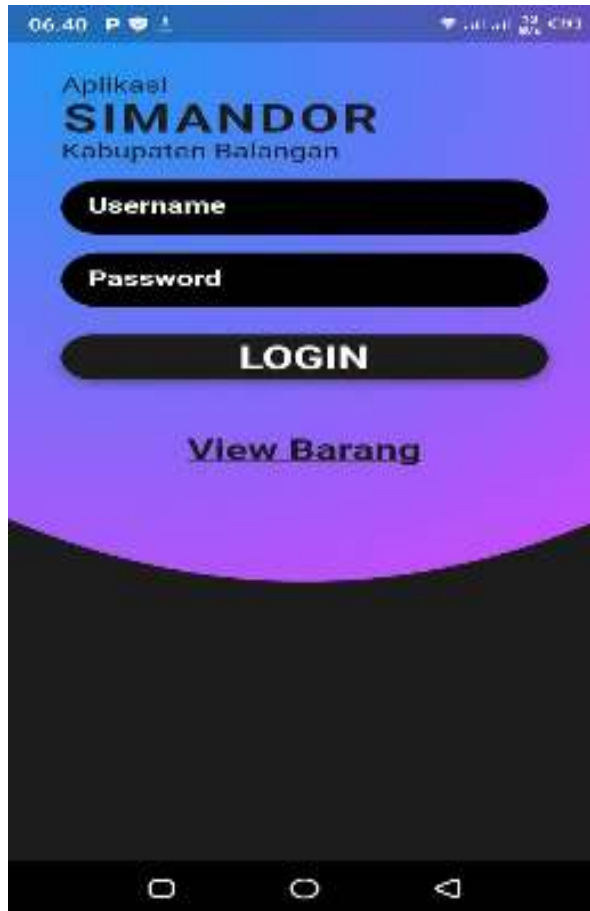 06.40 P
Aplikasi
SIMANDOR
Kabupaten Balangan
Username
Password
LOGIN
View Barang